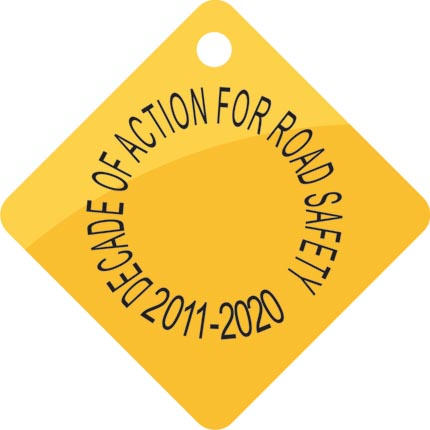 DECADE OF ACTION FOR ROAD SAFETY
2011-2020